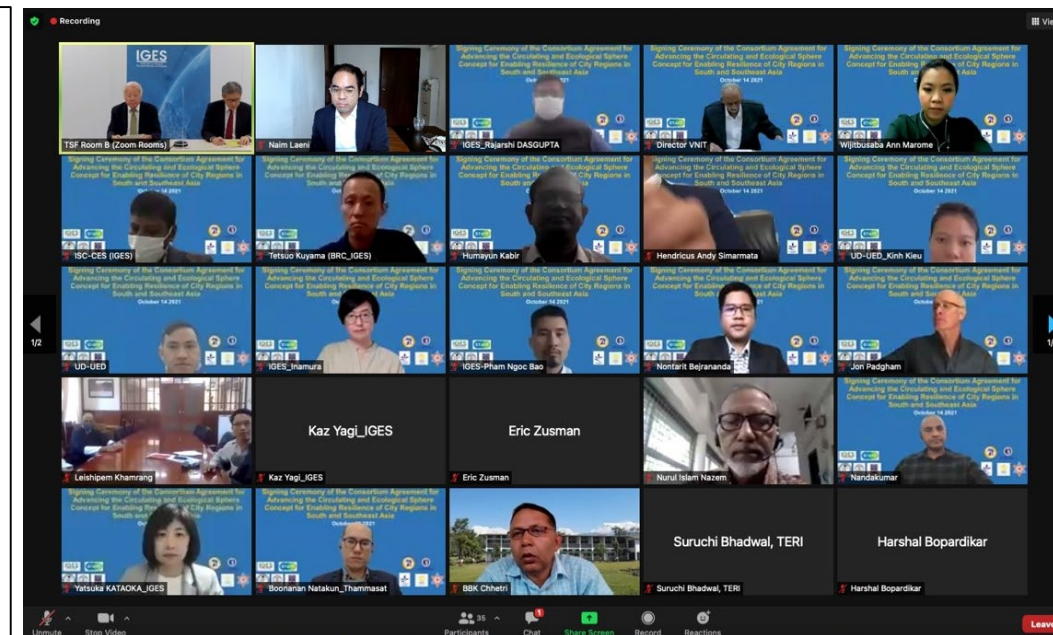 Recording
View
IGES
TSF Room B (Zoom Rooms)
Naim Laeni
Signing Ceremony of the Consortium Agreement for
Advancing the Circulating and Ecological Sphere
Concept for Enabling Resilience of City Regions in
South and Southeast Asia
October 14 2021
IGES_Rajarshi DASGUPTA
Director VNIT
Wijitbusaba Ann Marome
ISC-CES (IGES)
Tetsuo Kuyama (BRC_IGES)
Humayun Kabir
Hendricus Andy Simarmata
UD-UED_Kinh Kieu
UD-UED
IGES_Inamura
IGES-Pham Ngoc Bao
Nontarit Bejrananda
Jon Padgham
1/2
Leishipem Khamrang
Kaz Yagi_IGES
Kaz Yagi_IGES
Eric Zusman
Eric Zusman
Nurul Islam Nazem
Nandakumar
Yatsuka KATAOKA_IGES
Boonanan Natakun_Thammasat
BBK Chhetri
Suruchi Bhadwal, TERI
Suruchi Bhadwal, TERI
Harshal Bopardikar
Harshal Bopardikar
Unmute
Stop Video
35
Participants
1
Chat
Share Screen
Record
Reactions
Leave